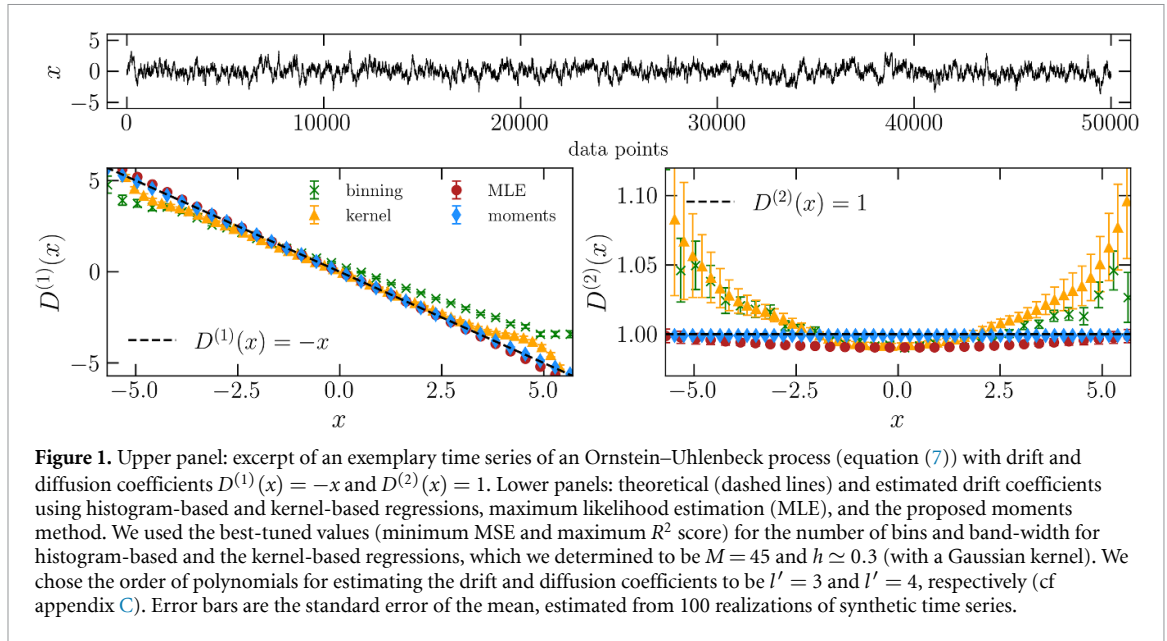 5
0
−5
x
0
10000
20000
30000
40000
50000
data points
5
0
−5
D⁽¹⁾(x)
binning
kernel
MLE
moments
D⁽¹⁾(x) = −x
−5.0
−2.5
0.0
2.5
5.0
x
1.10
1.05
1.00
D⁽²⁾(x)
D⁽²⁾(x) = 1
−5.0
−2.5
0.0
2.5
5.0
x
Figure 1. Upper panel: excerpt of an exemplary time series of an Ornstein–Uhlenbeck process (equation (7)) with drift and
diffusion coefficients D⁽¹⁾(x) = −x and D⁽²⁾(x) = 1. Lower panels: theoretical (dashed lines) and estimated drift coefficients
using histogram-based and kernel-based regressions, maximum likelihood estimation (MLE), and the proposed moments
method. We used the best-tuned values (minimum MSE and maximum R² score) for the number of bins and band-width for
histogram-based and the kernel-based regressions, which we determined to be M = 45 and h ≃ 0.3 (with a Gaussian kernel). We
chose the order of polynomials for estimating the drift and diffusion coefficients to be l′ = 3 and l′ = 4, respectively (cf
appendix C). Error bars are the standard error of the mean, estimated from 100 realizations of synthetic time series.